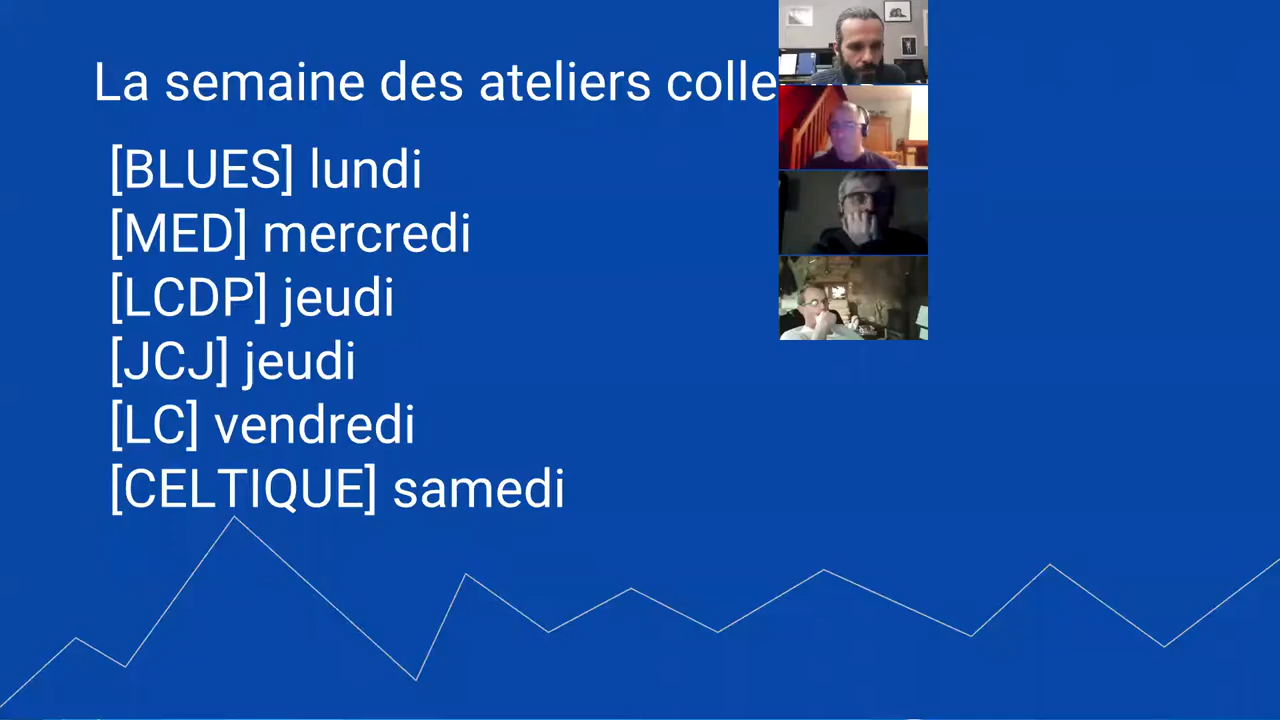 La semaine des ateliers colle
[BLUES] lundi
[MED] mercredi
[LCDP] jeudi
[JCJ] jeudi
[LC] vendredi
[CELTIQUE] samedi